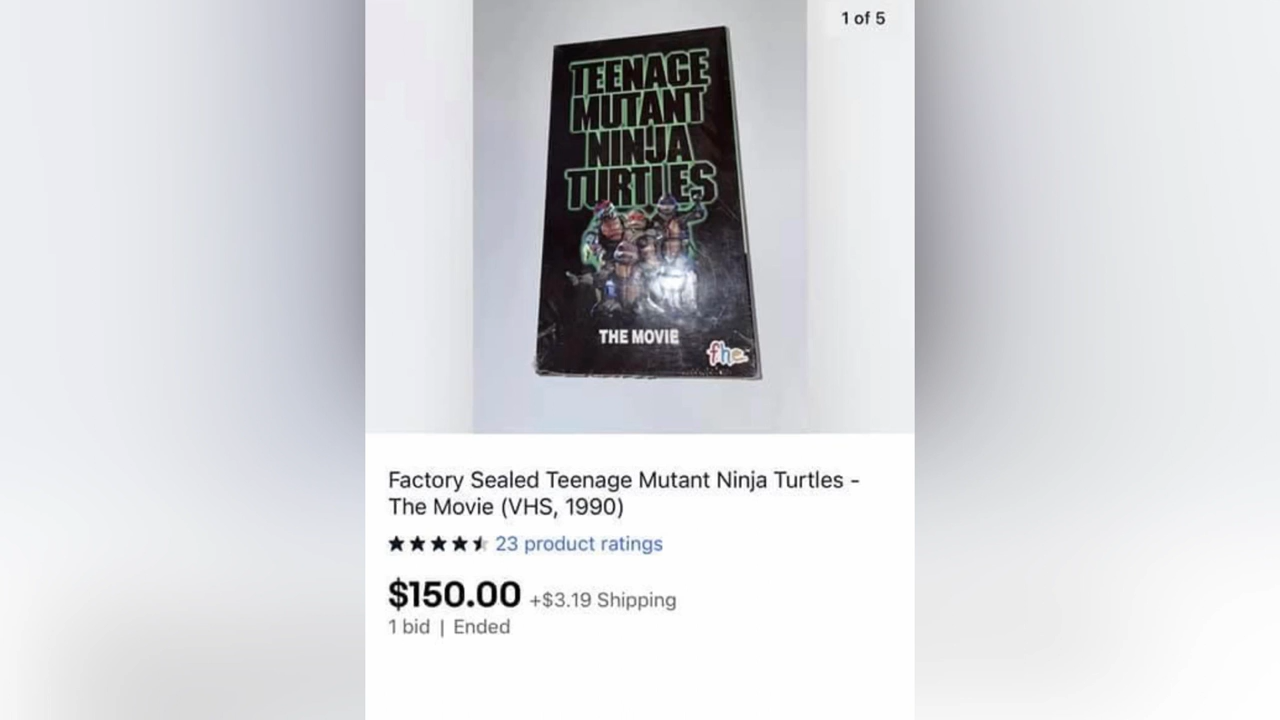 1 of 5
TEENAGE
MUTANT
NINJA
TURTLES
THE MOVIE
fhe
Factory Sealed Teenage Mutant Ninja Turtles -
The Movie (VHS, 1990)
23 product ratings
$150.00 +$3.19 Shipping
1 bid | Ended